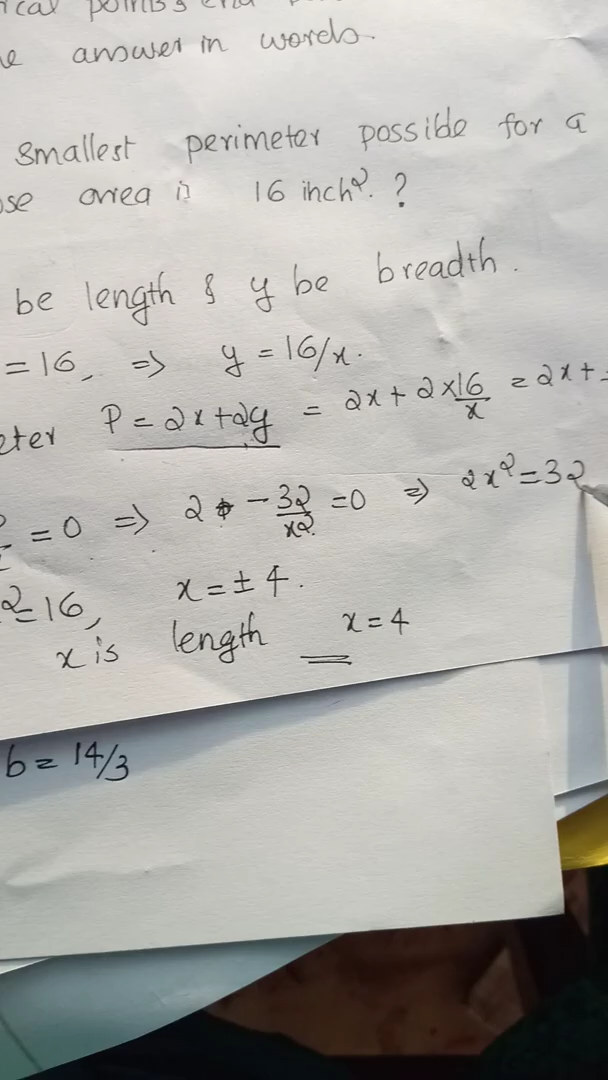 answer in words.
smallest perimeter possible for a
area is 16 inch². ?
be length & y be breadth.
= 16, => y = 16/x.
P = 2x+2y = 2x + 2×16/x = 2x +
= 0 => 2 - 32/x2 = 0 => 2x² = 32
2=16, x = ± 4.
x is length x = 4
b = 14/3